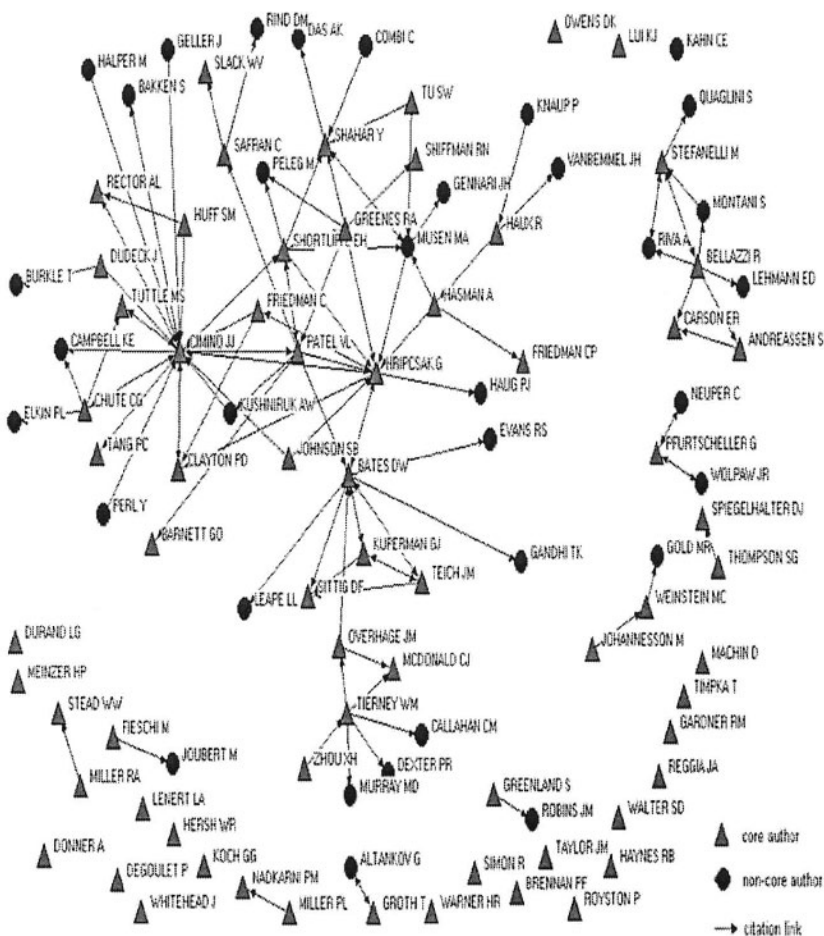 RIND DM
DAS AK
COMBI C
OWENS DK
LUI KJ
KAHN CE
GELLER J
SLACK WV
HALPER M
BAKKEN S
TU SW
KNAUP P
QUAGLINI S
SAFRAN C
SHAHAR Y
SHIFFMAN RN
PELEG M
VANBEMMEL JH
STEFANELLI M
RECTOR AL
GENNARI JH
HUFF SM
GREENES RA
MONTANI S
SHORTLIFFE EH
MUSEN MA
HAUX R
RIVA A
BELLAZZI R
DUDECK J
BURKLE T
LEHMANN ED
TUTTLE MS
FRIEDMAN C
HASMAN A
CARSON ER
CAMPBELL KE
CIMINO JJ
PATEL VL
ANDREASSEN S
FRIEDMAN CP
HRIPCSAK G
HAUG PJ
CHUTE CG
KUSHNIRUK AW
NEUPER C
ELKIN PL
EVANS RS
TANG PC
CLAYTON PD
JOHNSON SB
PFURTSCHELLER G
BATES DW
WOLPAW JR
PERL Y
SPIEGELHALTER DJ
BARNETT GO
KUPERMAN GJ
GANDHI TK
GOLD MR
THOMPSON SG
TEICH JM
SITTIG DF
LEAPE LL
WEINSTEIN MC
DURAND LG
OVERHAGE JM
JOHANNESSON M
MCDONALD CJ
MACHIN D
MEINZER HP
TIMPKA T
STEAD WW
TIERNEY WM
FIESCHI M
CALLAHAN CM
GARDNER RM
JOUBERT M
ZHOU XH
DEXTER PR
MILLER RA
MURRAY MD
REGGIA JA
GREENLAND S
LENERT LA
ROBINS JM
WALTER SD
HERSH WR
core author
DONNER A
KOCH GG
ALTANKOV G
TAYLOR JM
HAYNES RB
DEGOULET P
NADKARNI PM
SIMON R
non-core author
BRENNAN PF
WHITEHEAD J
MILLER PL
GROTH T
WARNER HR
ROYSTON P
citation link